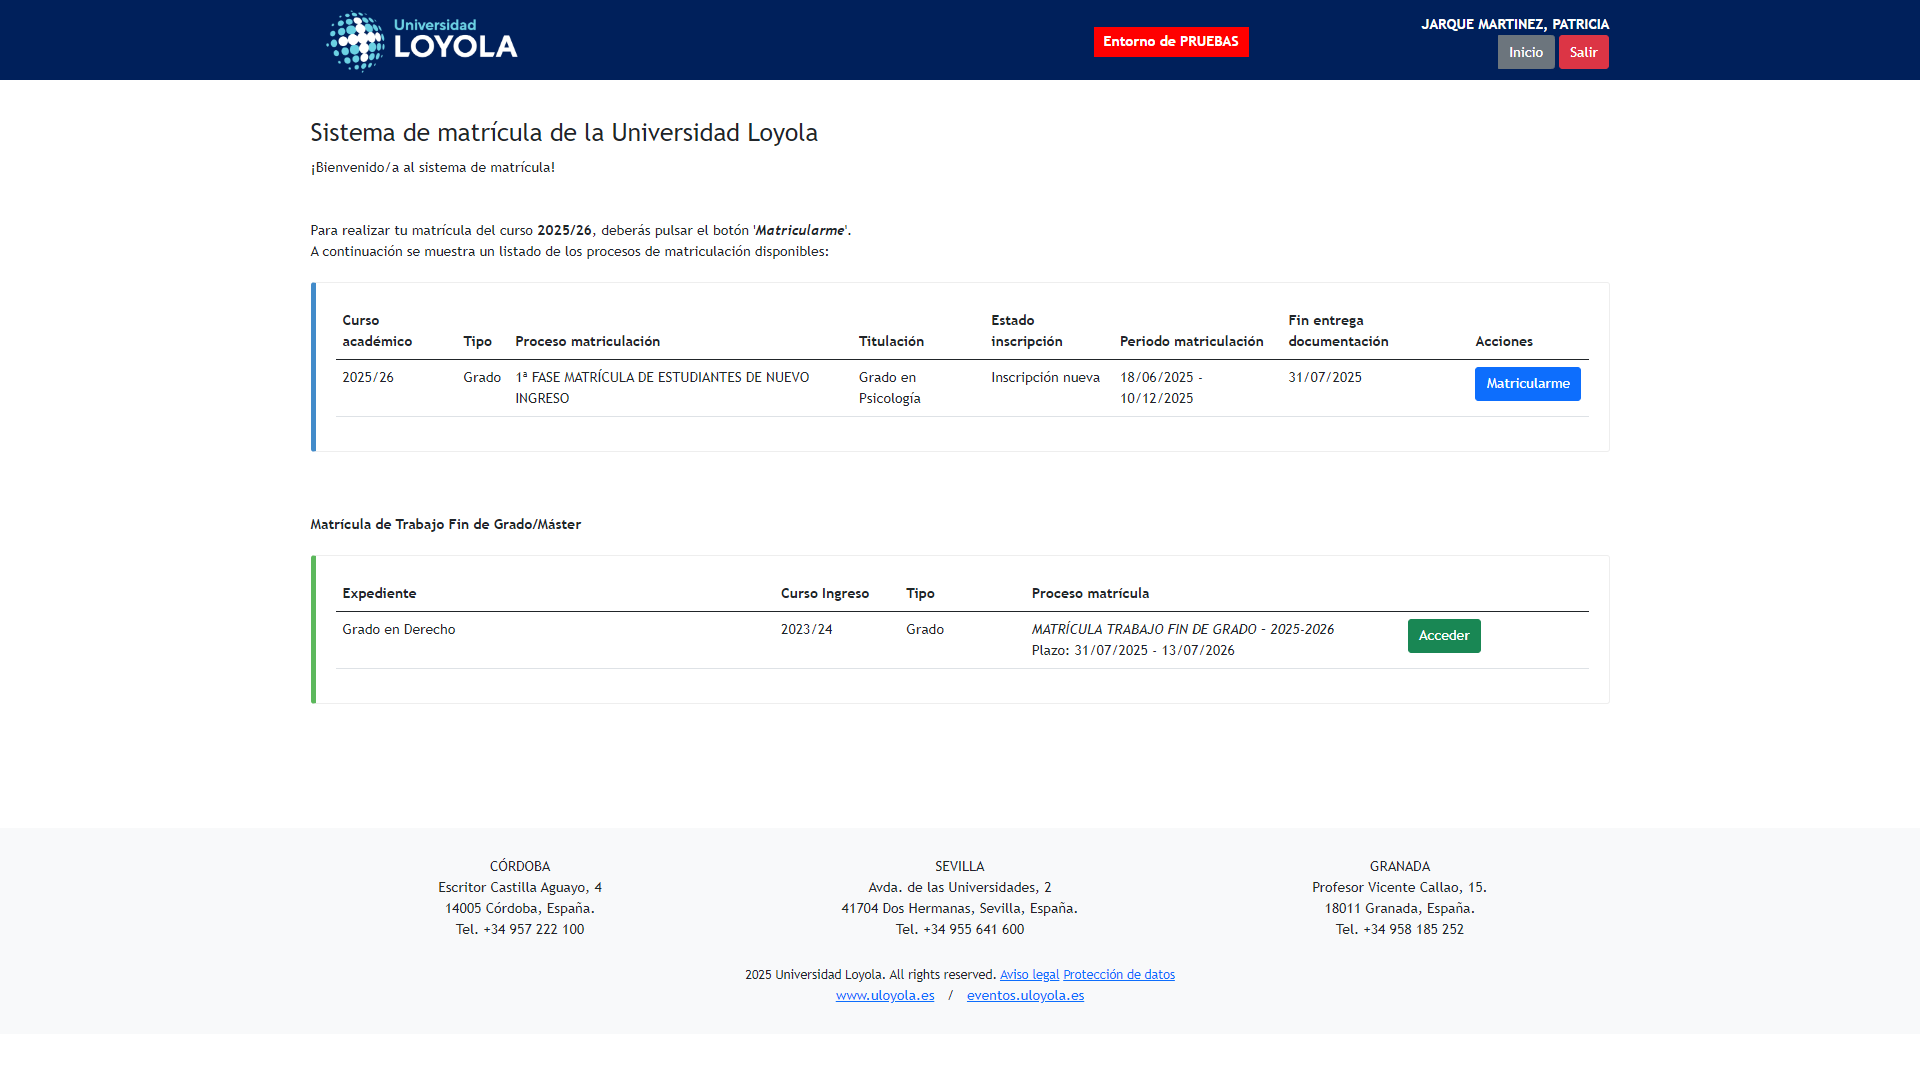 Universidad
LOYOLA
Entorno de PRUEBAS
JARQUE MARTINEZ, PATRICIA
Inicio
Salir
Sistema de matrícula de la Universidad Loyola
¡Bienvenido/a al sistema de matrícula!
Para realizar tu matrícula del curso 2025/26, deberás pulsar el botón 'Matricularme'.
A continuación se muestra un listado de los procesos de matriculación disponibles:
Curso académico
Tipo
Proceso matriculación
Titulación
Estado inscripción
Periodo matriculación
Fin entrega documentación
Acciones
2025/26
Grado
1ª FASE MATRÍCULA DE ESTUDIANTES DE NUEVO
INGRESO
Grado en
Psicología
Inscripción nueva
18/06/2025 -
10/12/2025
31/07/2025
Matricularme
Matrícula de Trabajo Fin de Grado/Máster
Expediente
Curso Ingreso
Tipo
Proceso matrícula
Grado en Derecho
2023/24
Grado
MATRÍCULA TRABAJO FIN DE GRADO - 2025-2026
Plazo: 31/07/2025 - 13/07/2026
Acceder
CÓRDOBA
Escritor Castilla Aguayo, 4
14005 Córdoba, España.
Tel. +34 957 222 100
SEVILLA
Avda. de las Universidades, 2
41704 Dos Hermanas, Sevilla, España.
Tel. +34 955 641 600
GRANADA
Profesor Vicente Callao, 15.
18011 Granada, España.
Tel. +34 958 185 252
2025 Universidad Loyola. All rights reserved. Aviso legal Protección de datos
www.uloyola.es / eventos.uloyola.es